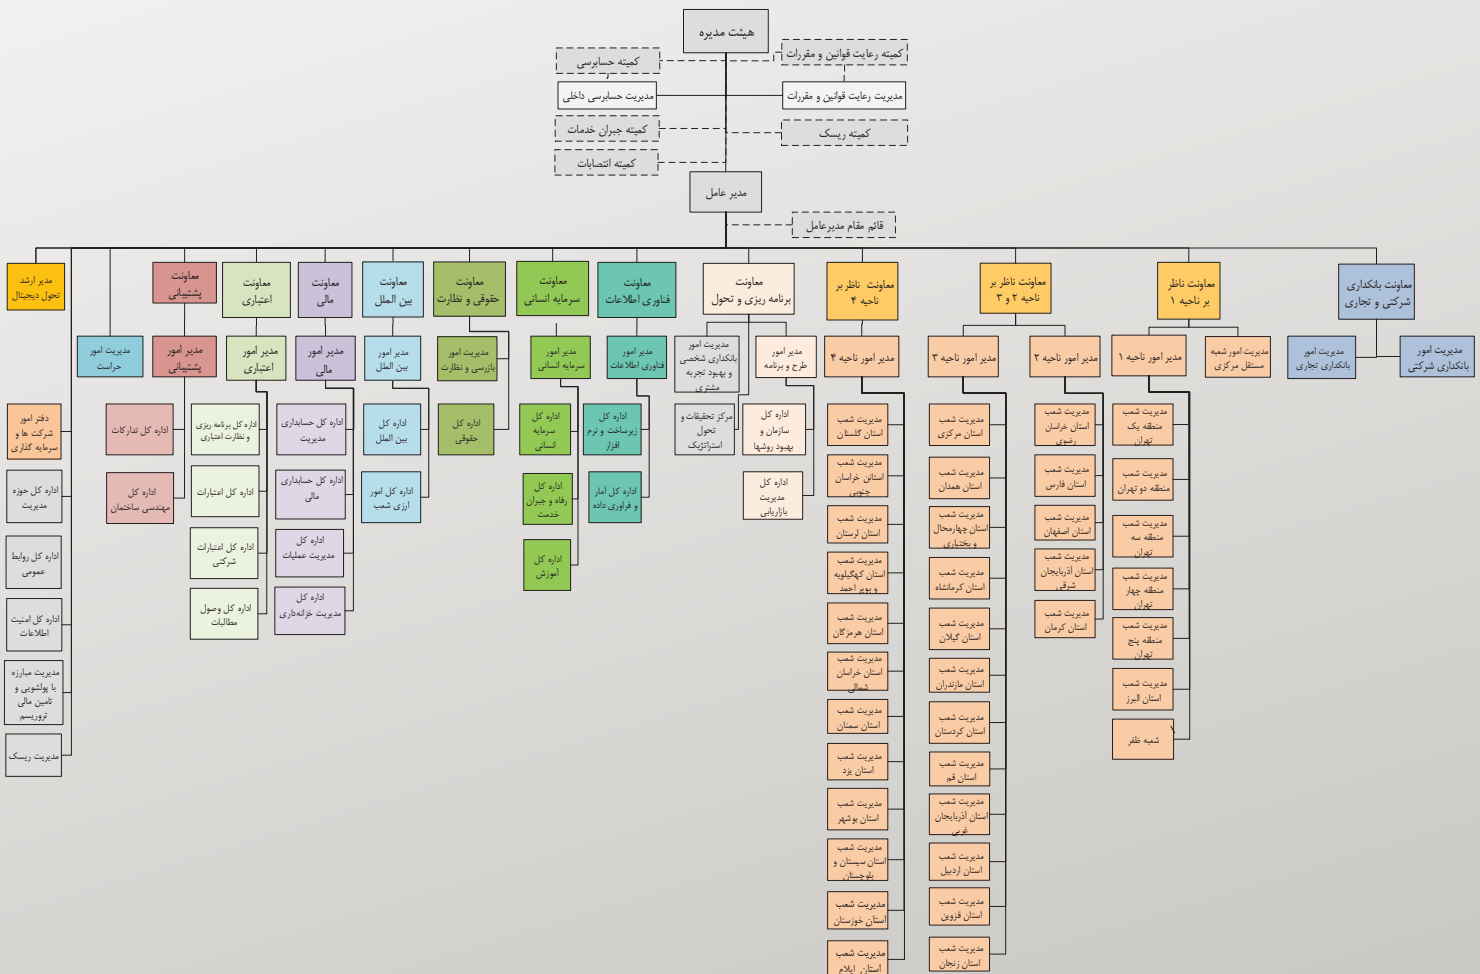 هیئت مدیره
کمیته رعایت قوانین و مقررات
کمیته حسابرسی
مدیریت رعایت قوانین و مقررات
مدیریت حسابرسی داخلی
کمیته ریسک
کمیته جبران خدمات
کمیته انتصابات
مدیر عامل
قائم مقام مدیرعامل
معاونت بانکداری
شرکتی و تجاری
معاونت ناظر
بر ناحیه ۱
معاونت ناظر بر
ناحیه ۲ و ۳
معاونت ناظر بر
ناحیه ۴
معاونت
برنامه ریزی و تحول
معاونت
فناوری اطلاعات
معاونت
سرمایه انسانی
معاونت
حقوقی و نظارت
معاونت
بین الملل
معاونت
مالی
معاونت
اعتباری
معاونت
پشتیبانی
مدیر ارشد
تحول دیجیتال
مدیریت امور
بانکداری شرکتی
مدیریت امور
بانکداری تجاری
مدیریت امور شعبه
مستقل مرکزی
مدیر امور ناحیه ۱
مدیر امور ناحیه ۲
مدیر امور ناحیه ۳
مدیر امور ناحیه ۴
مدیر امور
طرح و برنامه
مدیریت امور
بانکداری شخصی
و بهبود تجربه
مشتری
مدیر امور
فناوری اطلاعات
مدیر امور
سرمایه انسانی
مدیریت امور
بازرسی و نظارت
مدیر امور
بین الملل
مدیر امور
مالی
مدیر امور
اعتباری
مدیر امور
پشتیبانی
مدیریت امور
حراست
مدیریت شعب
منطقه یک
تهران
مدیریت شعب
منطقه دو تهران
مدیریت شعب
منطقه سه
تهران
مدیریت شعب
منطقه چهار
تهران
مدیریت شعب
منطقه پنج
تهران
مدیریت شعب
استان البرز
شعبه ظفر
مدیریت شعب
استان خراسان
رضوی
مدیریت شعب
استان فارس
مدیریت شعب
استان اصفهان
مدیریت شعب
استان آذربایجان
شرقی
مدیریت شعب
استان کرمان
مدیریت شعب
استان مرکزی
مدیریت شعب
استان همدان
مدیریت شعب
استان چهارمحال
و بختیاری
مدیریت شعب
استان کرمانشاه
مدیریت شعب
استان گیلان
مدیریت شعب
استان مازندران
مدیریت شعب
استان کردستان
مدیریت شعب
استان قم
مدیریت شعب
استان آذربایجان
غربی
مدیریت شعب
استان اردبیل
مدیریت شعب
استان قزوین
مدیریت شعب
استان زنجان
مدیریت شعب
استان گلستان
مدیریت شعب
استانن خراسان
جنوبی
مدیریت شعب
استان لرستان
مدیریت شعب
استان کهگیلویه
و بویر احمد
مدیریت شعب
استان هرمزگان
مدیریت شعب
استان خراسان
شمالی
مدیریت شعب
استان سمنان
مدیریت شعب
استان یزد
مدیریت شعب
استان بوشهر
مدیریت شعب
استان سیستان و
بلوچستان
مدیریت شعب
استان خوزستان
مدیریت شعب
استان ایلام
اداره کل
سازمان و
بهبود روشها
اداره کل
مدیریت
بازاریابی
مرکز تحقیقات و
تحول
استراتژیک
اداره کل
زیرساخت و نرم
افزار
اداره کل آمار
و فراوری داده
اداره کل
سرمایه
انسانی
اداره کل
رفاه و جبران
خدمت
اداره کل
آموزش
اداره کل
حقوقی
اداره کل
بین الملل
اداره کل امور
ارزی شعب
اداره کل حسابداری
مدیریت
اداره کل حسابداری
مالی
اداره کل
مدیریت عملیات
اداره کل
مدیریت خزانه‌داری
اداره کل برنامه ریزی
و نظارت اعتباری
اداره کل اعتبارات
اداره کل اعتبارات
شرکتی
اداره کل وصول
مطالبات
اداره کل تدارکات
اداره کل
مهندسی ساختمان
دفتر امور
شرکت ها و
سرمایه گذاری
اداره کل حوزه
مدیریت
اداره کل روابط
عمومی
اداره کل امنیت
اطلاعات
مدیریت مبارزه
با پولشویی و
تامین مالی
تروریسم
مدیریت ریسک